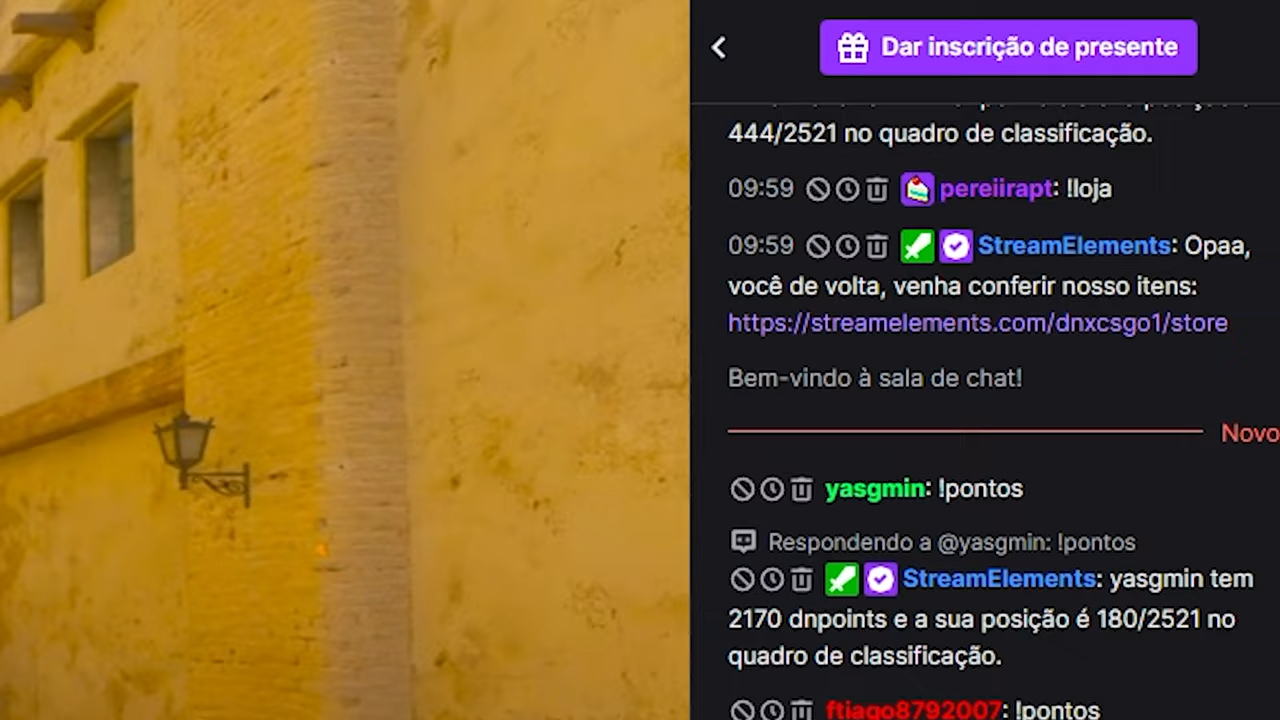 Dar inscrição de presente
444/2521 no quadro de classificação.
09:59 pereiirapt: !loja
09:59 StreamElements: Opaa,
você de volta, venha conferir nosso itens:
https://streamelements.com/dnxcsgo1/store
Bem-vindo à sala de chat!
Novo
yasgmin: !pontos
Respondendo a @yasgmin: !pontos
StreamElements: yasgmin tem
2170 dnpoints e a sua posição é 180/2521 no
quadro de classificação.
ftiago8792007: !pontos